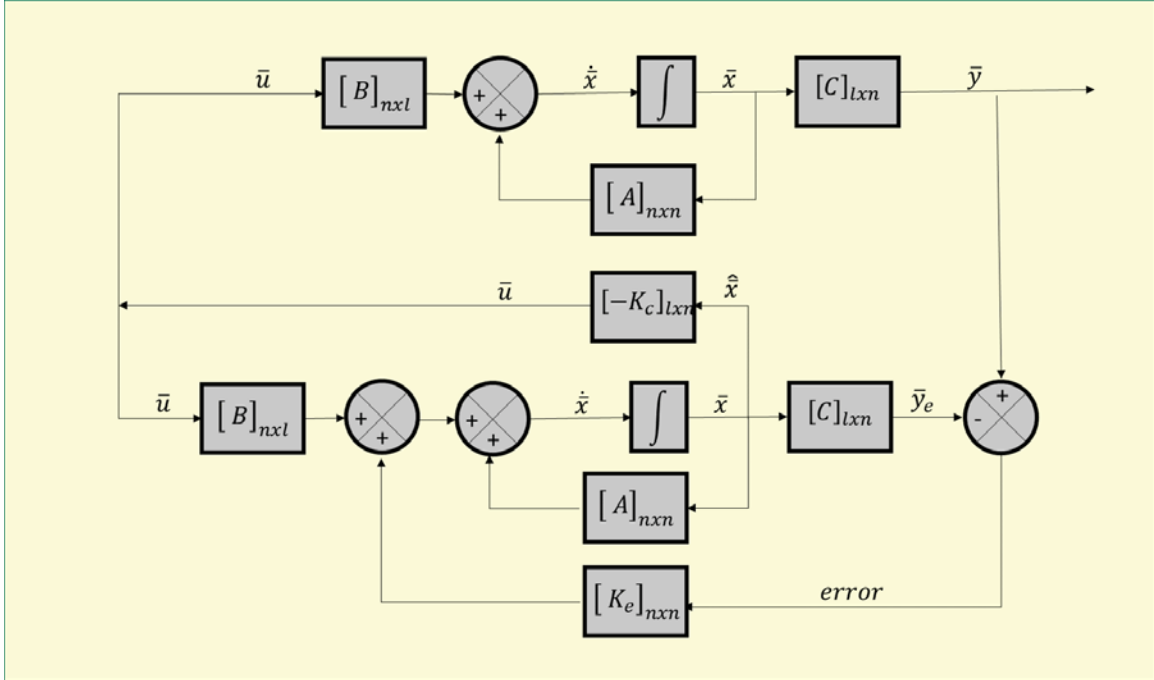 ū [ B]nxl + + ẋ̄ ∫ x̄ [C]lxn ȳ
[ A]nxn
ū [−Kc]lxn x̄̂
+
ū [ B]nxl + + + + ẋ̄ ∫ x̄ [C]lxn ȳe -
[ A]nxn
[ Ke]nxn error